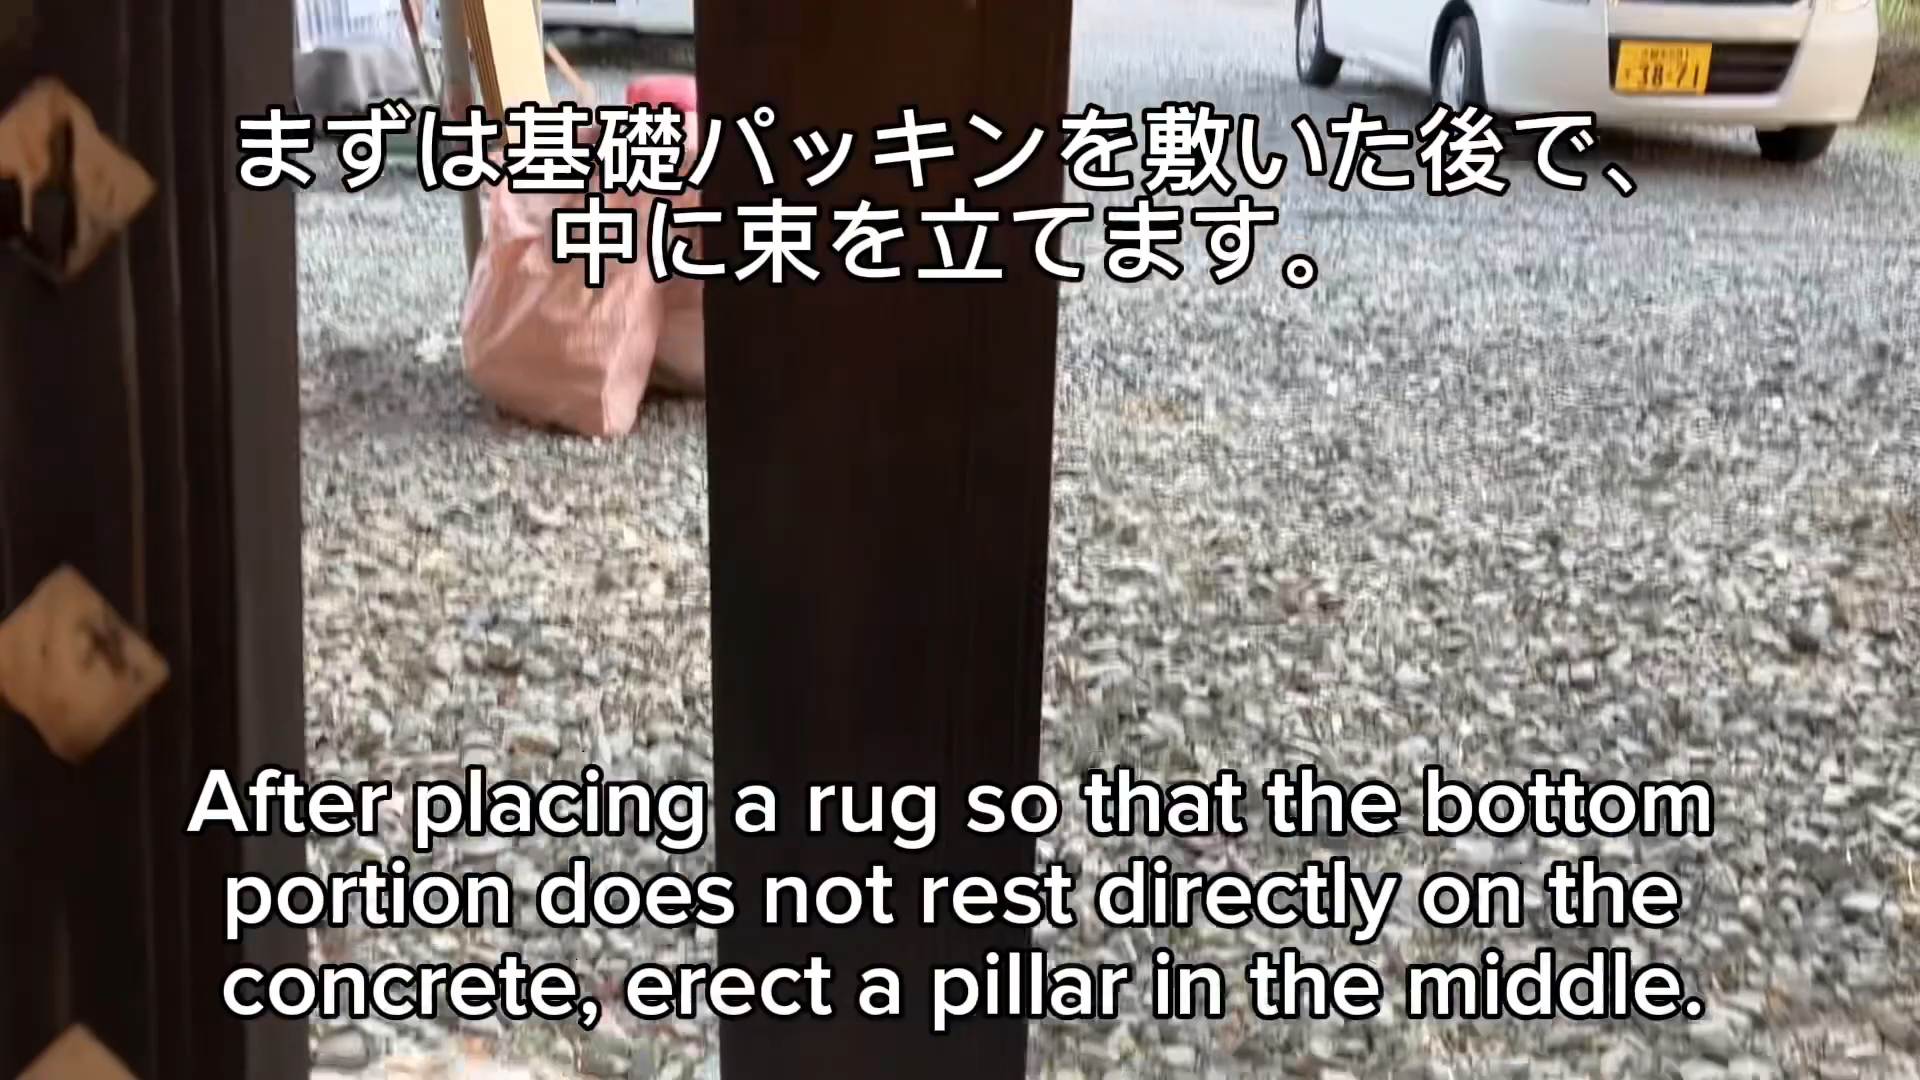 まずは基礎パッキンを敷いた後で、
中に束を立てます。
38-71
After placing a rug so that the bottom
portion does not rest directly on the
concrete, erect a pillar in the middle.